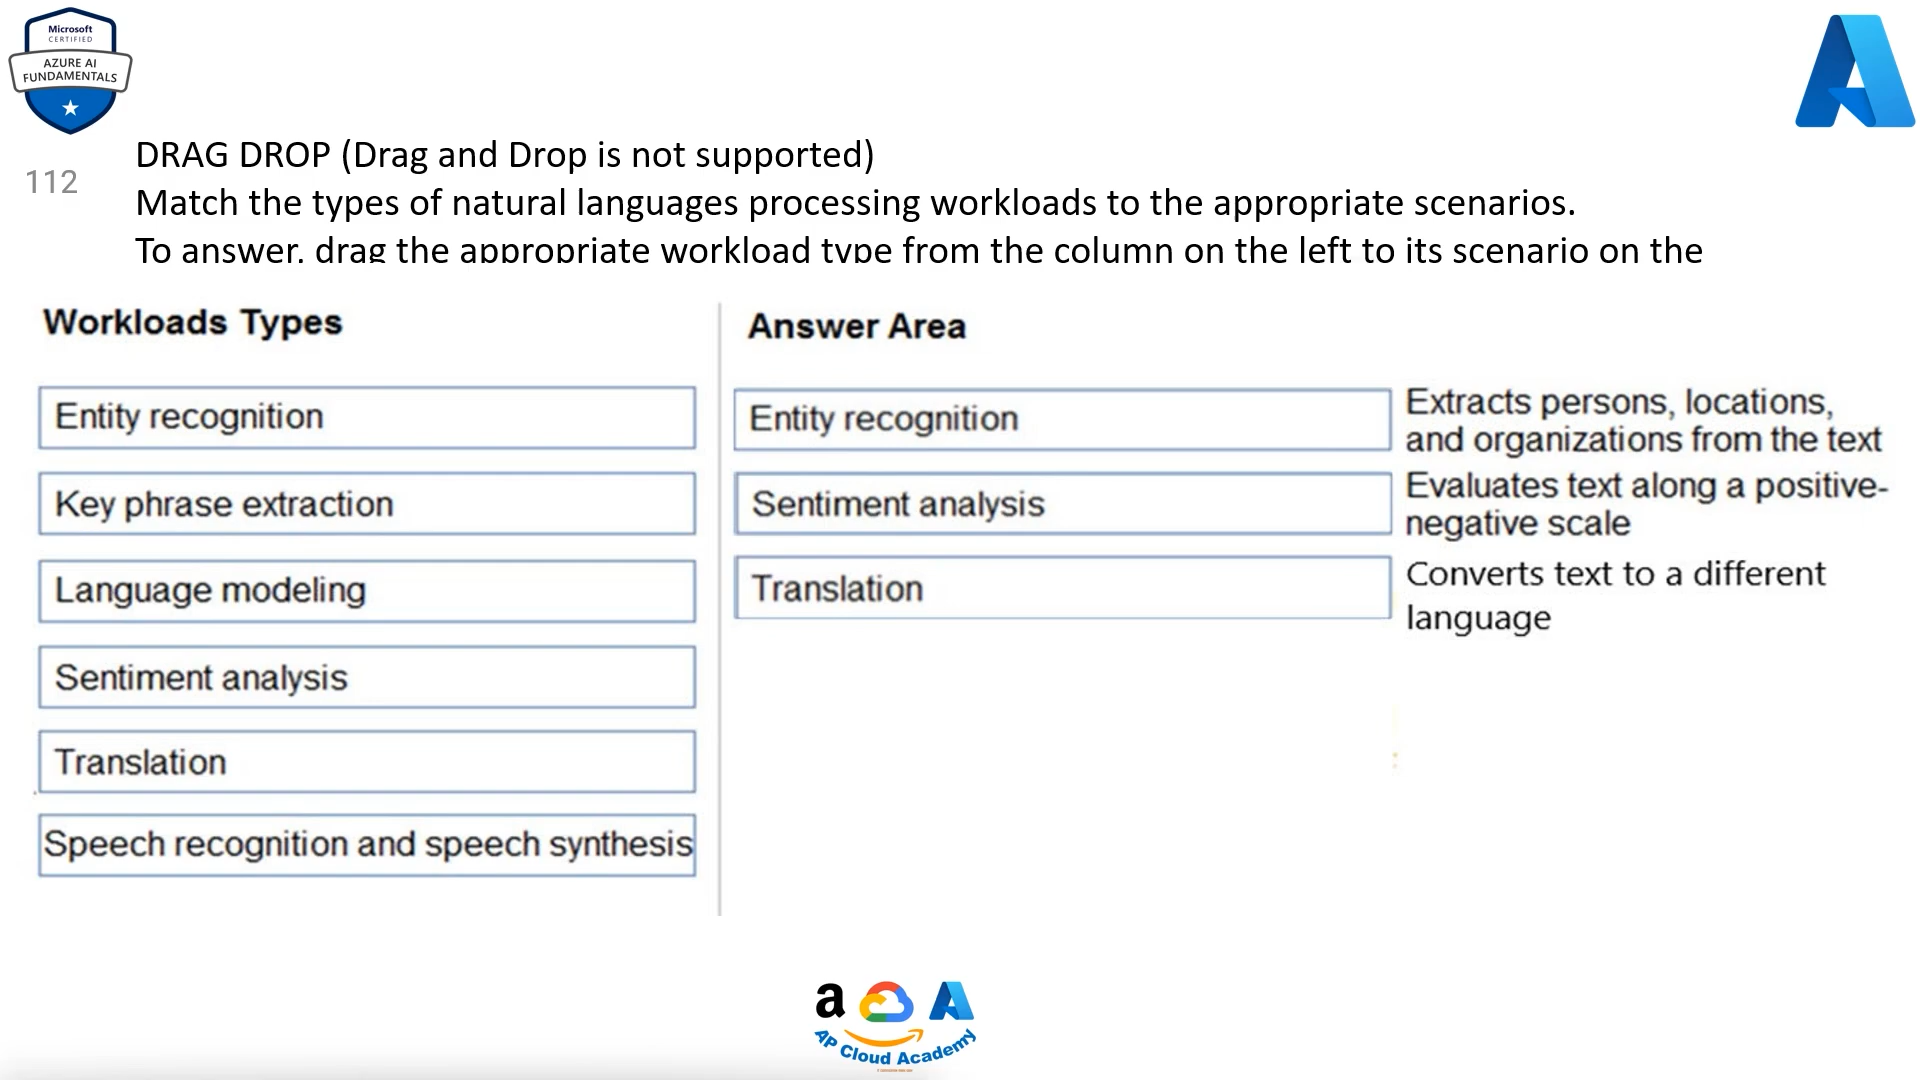 Microsoft
CERTIFIED
AZURE AI
FUNDAMENTALS
112
DRAG DROP (Drag and Drop is not supported)
Match the types of natural languages processing workloads to the appropriate scenarios.
To answer, drag the appropriate workload type from the column on the left to its scenario on the
Workloads Types
Entity recognition
Key phrase extraction
Language modeling
Sentiment analysis
Translation
Speech recognition and speech synthesis
Answer Area
Entity recognition
Extracts persons, locations,
and organizations from the text
Sentiment analysis
Evaluates text along a positive-
negative scale
Translation
Converts text to a different
language
a
AP Cloud Academy